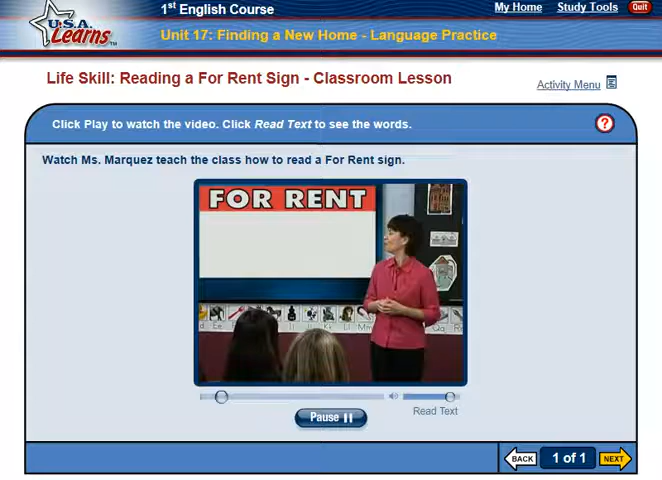 U.S.A.
Learns™
1st English Course
My Home
Study Tools
Quit
Unit 17: Finding a New Home - Language Practice
Life Skill: Reading a For Rent Sign - Classroom Lesson
Activity Menu
Click Play to watch the video. Click Read Text to see the words.
?
Watch Ms. Marquez teach the class how to read a For Rent sign.
FOR RENT
Pause
Read Text
BACK
1 of 1
NEXT